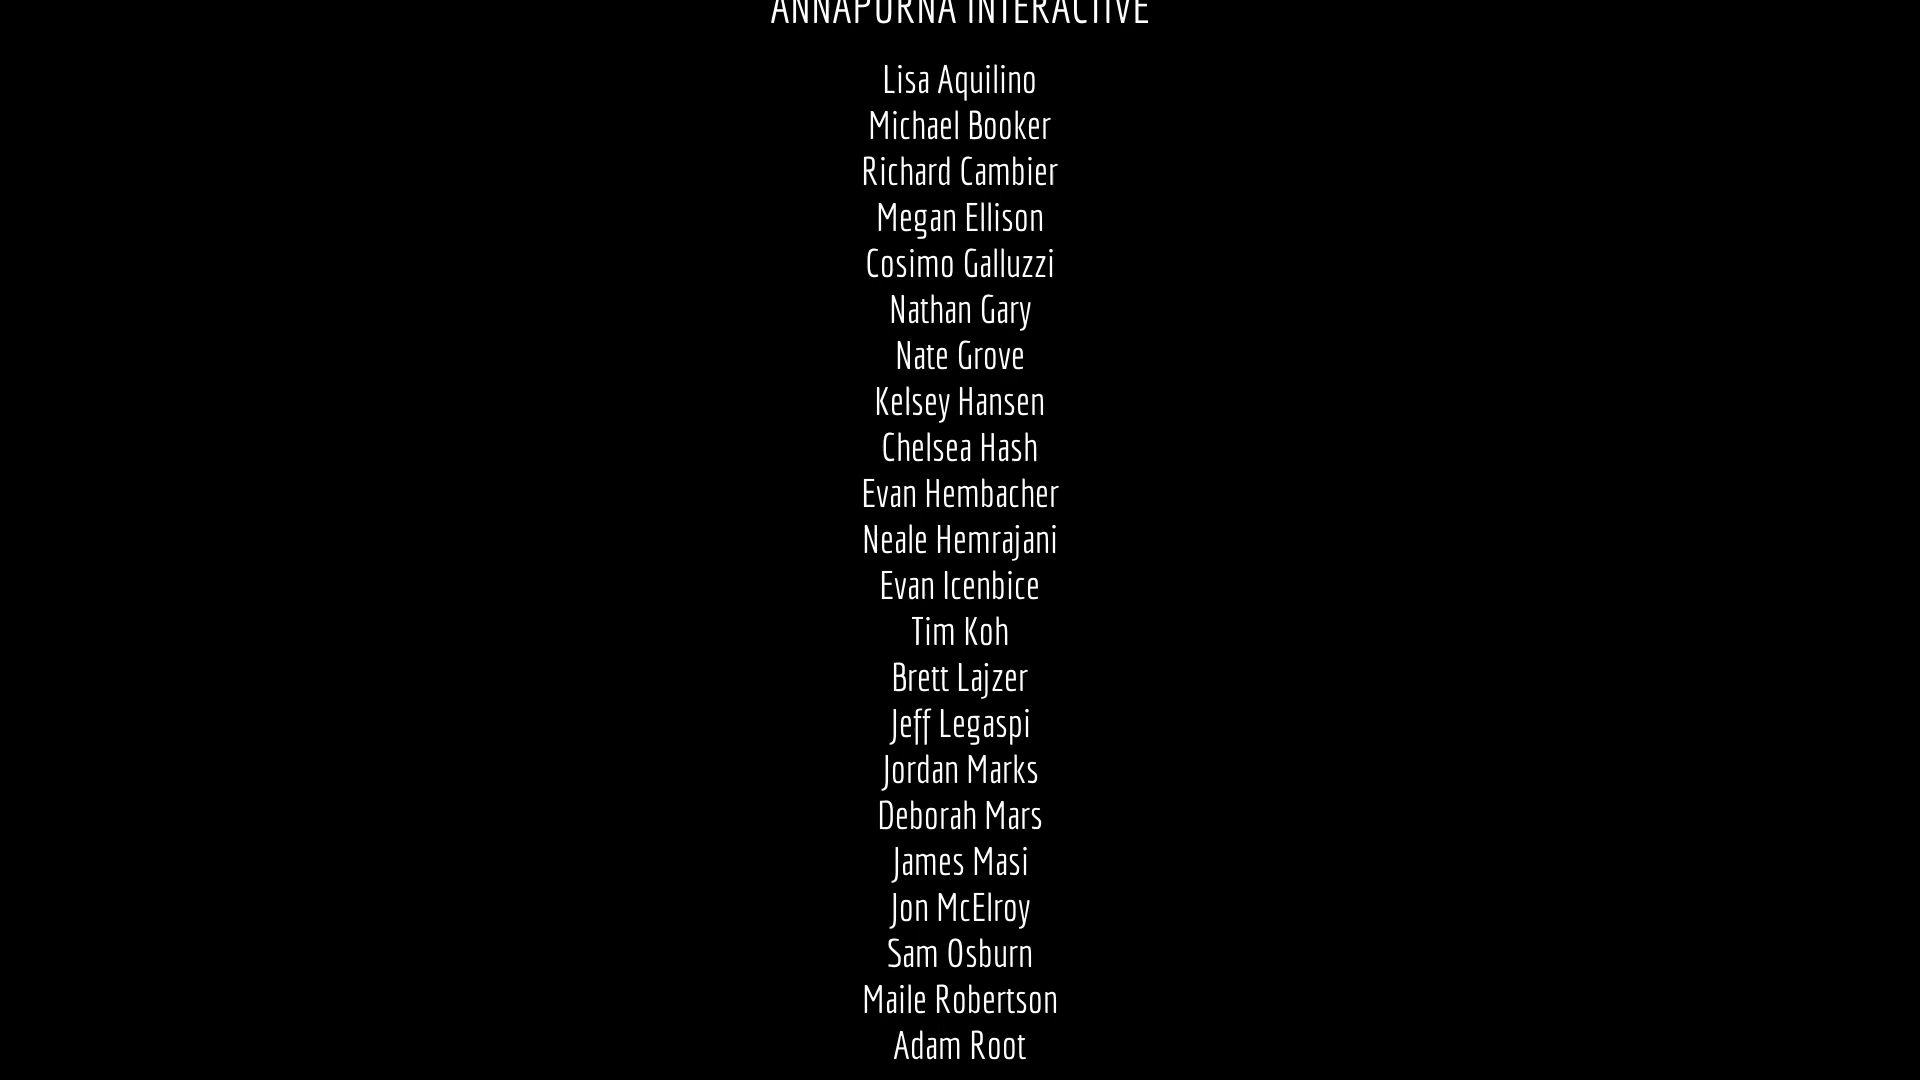 ANNAPURNA INTERACTIVE
Lisa Aquilino
Michael Booker
Richard Cambier
Megan Ellison
Cosimo Galluzzi
Nathan Gary
Nate Grove
Kelsey Hansen
Chelsea Hash
Evan Hembacher
Neale Hemrajani
Evan Icenbice
Tim Koh
Brett Lajzer
Jeff Legaspi
Jordan Marks
Deborah Mars
James Masi
Jon McElroy
Sam Osburn
Maile Robertson
Adam Root